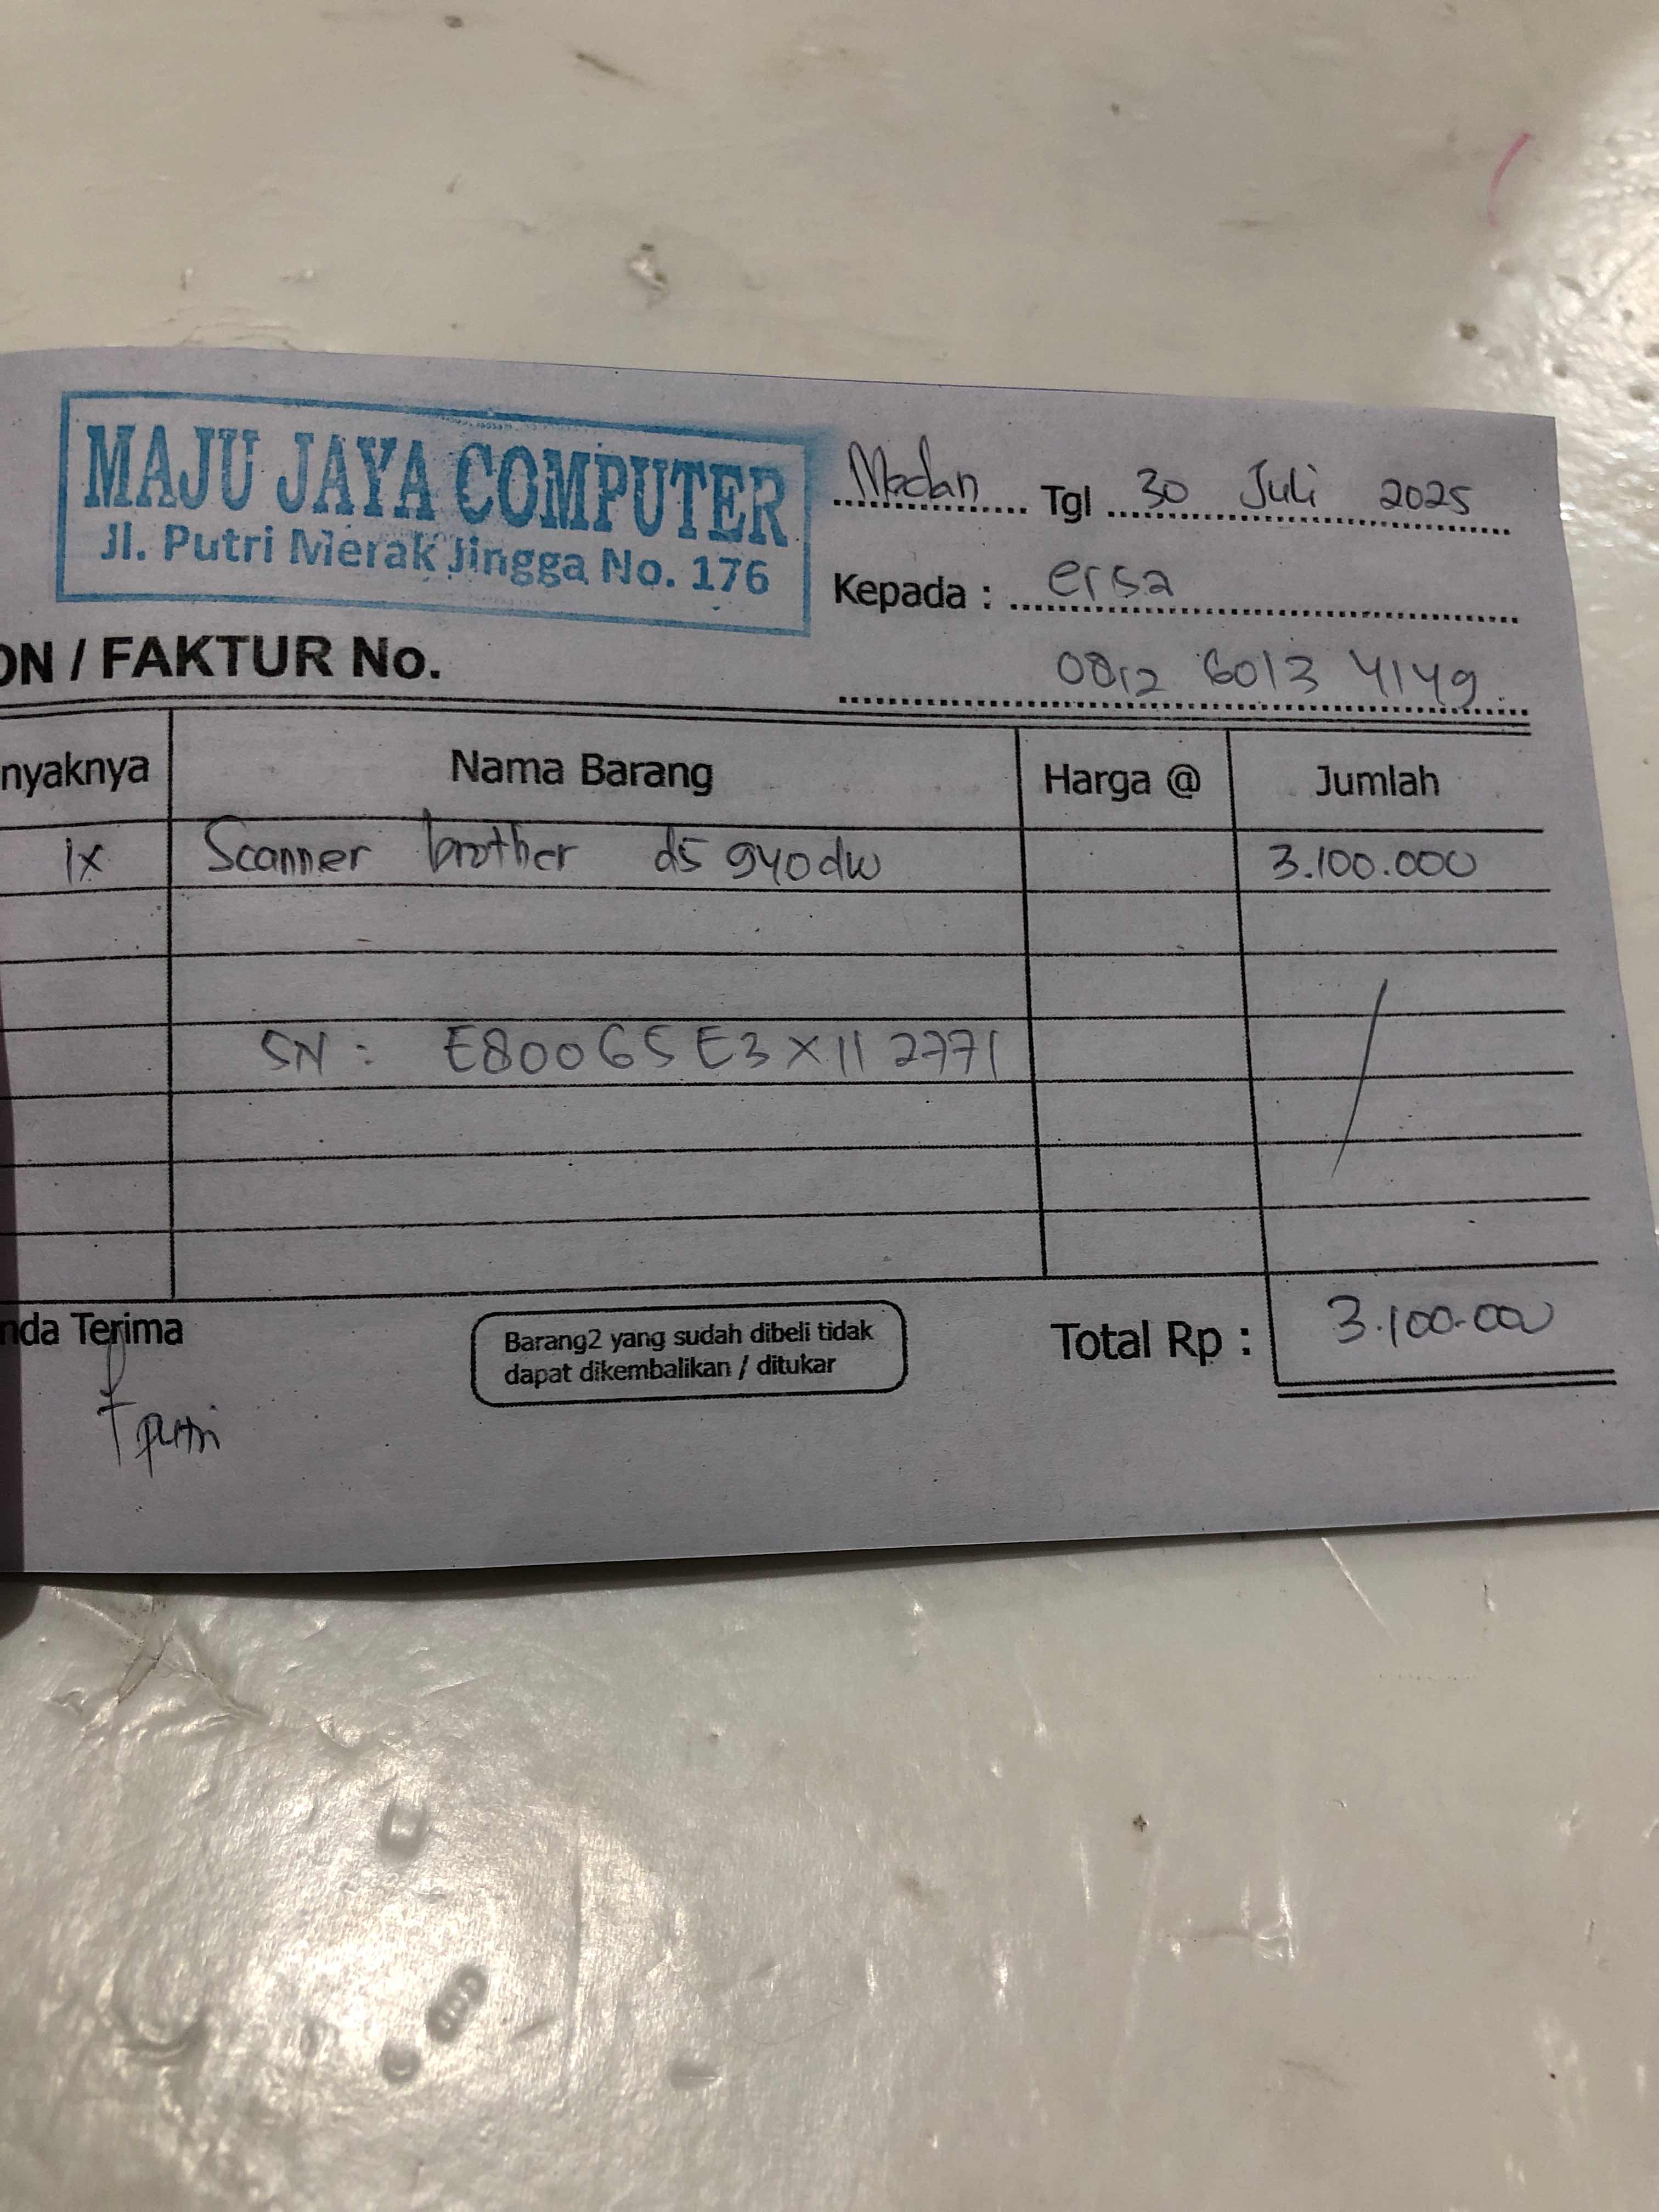 MAJU JAYA COMPUTER
Jl. Putri Merak Jingga No. 176
Medan Tgl 30 Juli 2025
Kepada : ersa
0812 6013 4149
ON / FAKTUR No.
nyaknya Nama Barang Harga @ Jumlah
1x Scanner brother ds 940dw 3.100.000
SN : E80065E3X112771
nda Terima
Barang2 yang sudah dibeli tidak
dapat dikembalikan / ditukar
Total Rp : 3.100.000
putri